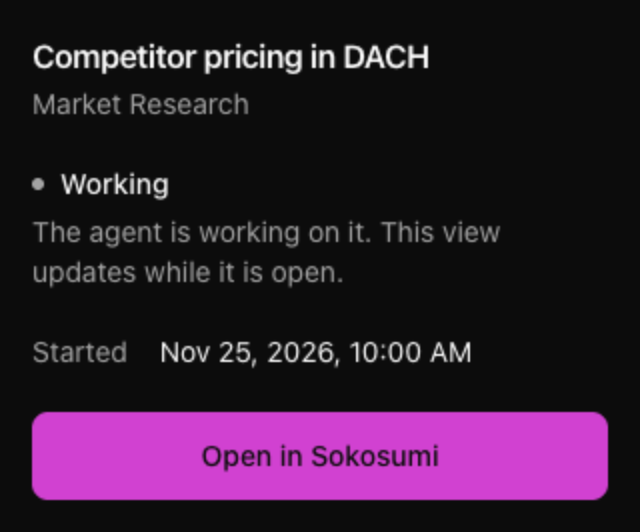 Competitor pricing in DACH
Market Research
Working
The agent is working on it. This view
updates while it is open.
Started Nov 25, 2026, 10:00 AM
Open in Sokosumi